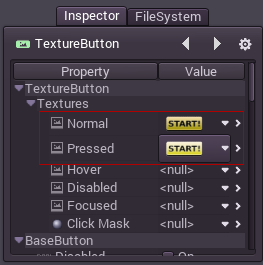 Inspector FileSystem
TextureButton
Property Value
TextureButton
Textures
Normal START!
Pressed START!
Hover <null>
Disabled <null>
Focused <null>
Click Mask <null>
BaseButton
Disabled On